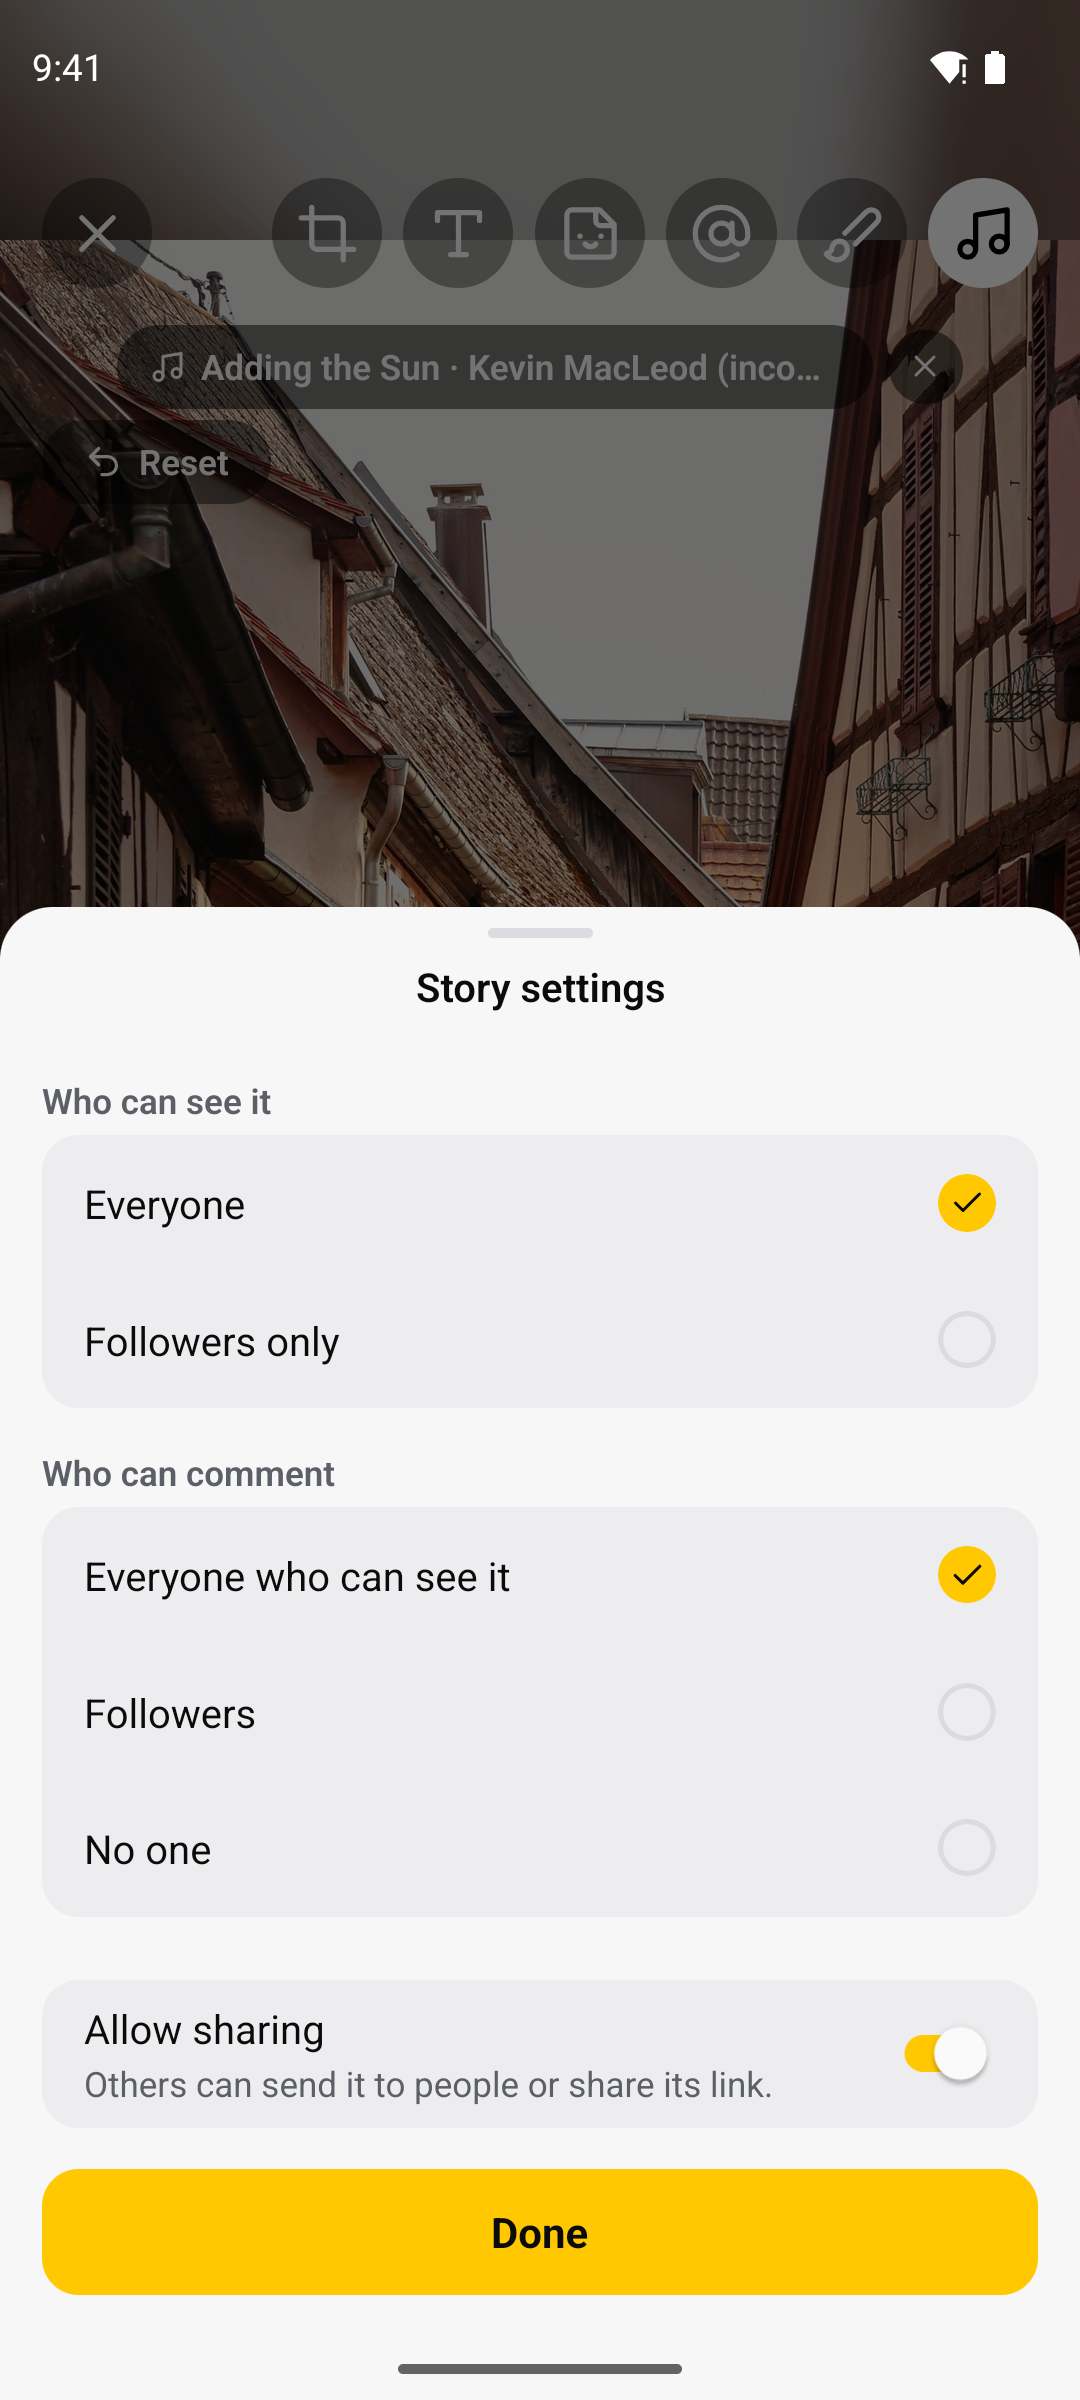 9:41
Adding the Sun · Kevin MacLeod (inco...
Reset
Story settings
Who can see it
Everyone
Followers only
Who can comment
Everyone who can see it
Followers
No one
Allow sharing
Others can send it to people or share its link.
Done